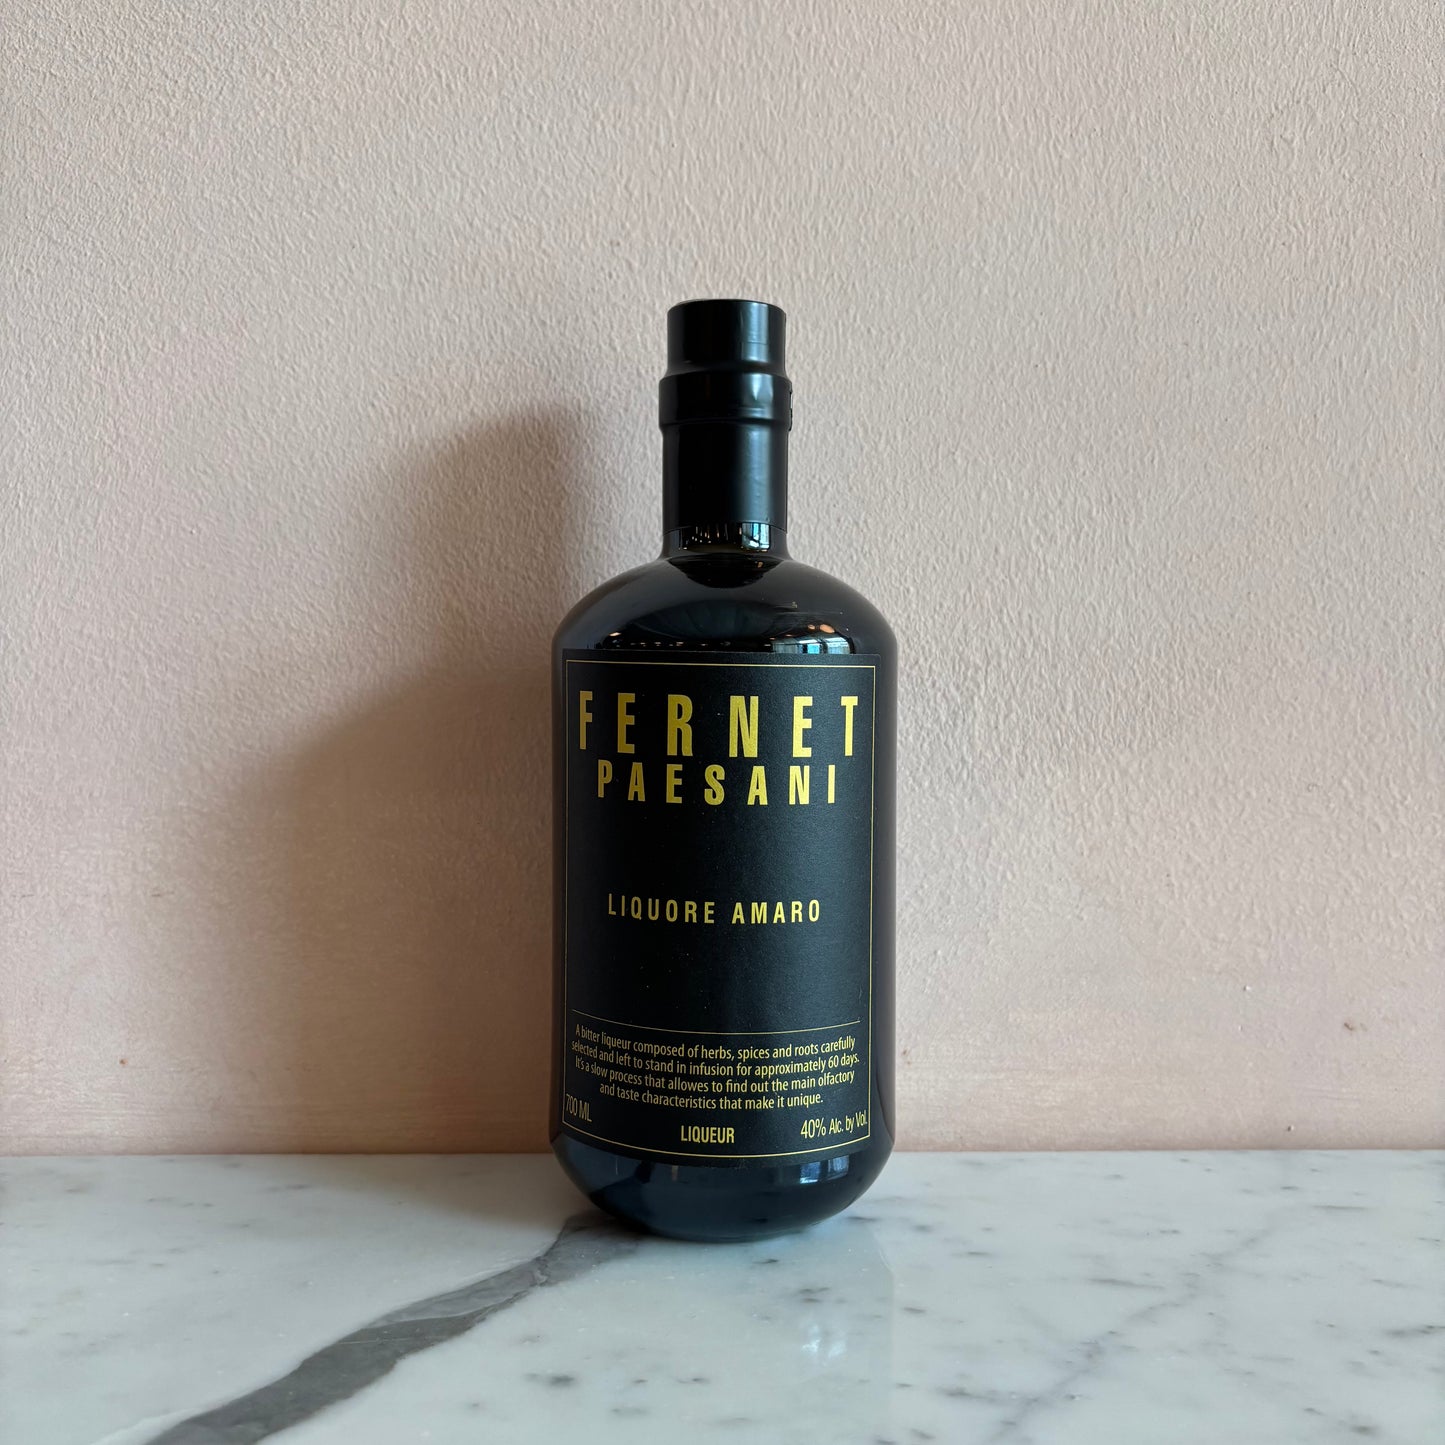 FERNET
PAESANI
LIQUORE AMARO
A bitter liqueur composed of herbs, spices and roots carefully
selected and left to stand in infusion for approximately 60 days.
It's a slow process that allowes to find out the main olfactory
and taste characteristics that make it unique.
700 ML
LIQUEUR
40% Alc. by Vol.